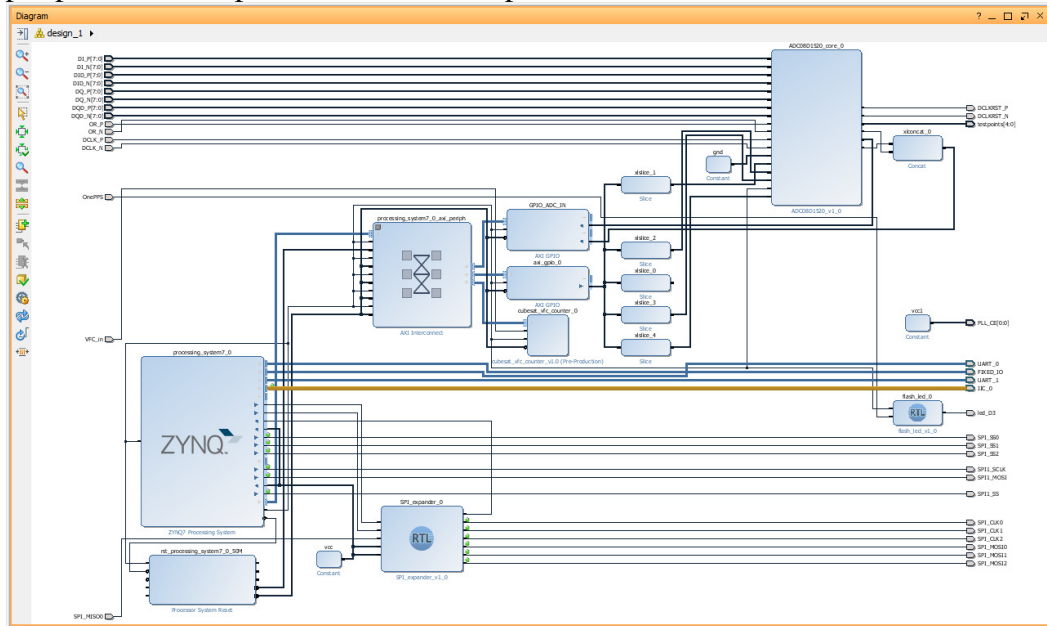 Diagram
design_1
DI_P[7:0]
DI_N[7:0]
DID_P[7:0]
DID_N[7:0]
DQ_P[7:0]
DQ_N[7:0]
DQD_P[7:0]
DQD_N[7:0]
OR_P
OR_N
DCLK_P
DCLK_N
OnePPS
VFC_in
SPI_MISO0
ADC08D1520_core_0
ADC08D1520_v1_0
DCLKRST_P
DCLKRST_N
testpoints[4:0]
xlconcat_0
Concat
gnd
Constant
xlslice_1
Slice
GPIO_ADC_IN
AXI GPIO
processing_system7_0_axi_periph
AXI Interconnect
xlslice_2
Slice
axi_gpio_0
AXI GPIO
xlslice_0
Slice
xlslice_3
Slice
xlslice_4
Slice
cubesat_vfc_counter_0
cubesat_vfc_counter_v1.0 (Pre-Production)
vcc1
Constant
PLL_CE[0:0]
processing_system7_0
ZYNQ
ZYNQ7 Processing System
UART_0
FIXED_IO
UART_1
IIC_0
flash_led_0
RTL
flash_led_v1_0
led_D3
SPI_SS0
SPI_SS1
SPI_SS2
SPI1_SCLK
SPI1_MOSI
SPI1_SS
SPI_expander_0
RTL
SPI_expander_v1_0
SPI_CLK0
SPI_CLK1
SPI_CLK2
SPI_MOSI0
SPI_MOSI1
SPI_MOSI2
vcc
Constant
rst_processing_system7_0_50M
Processor System Reset